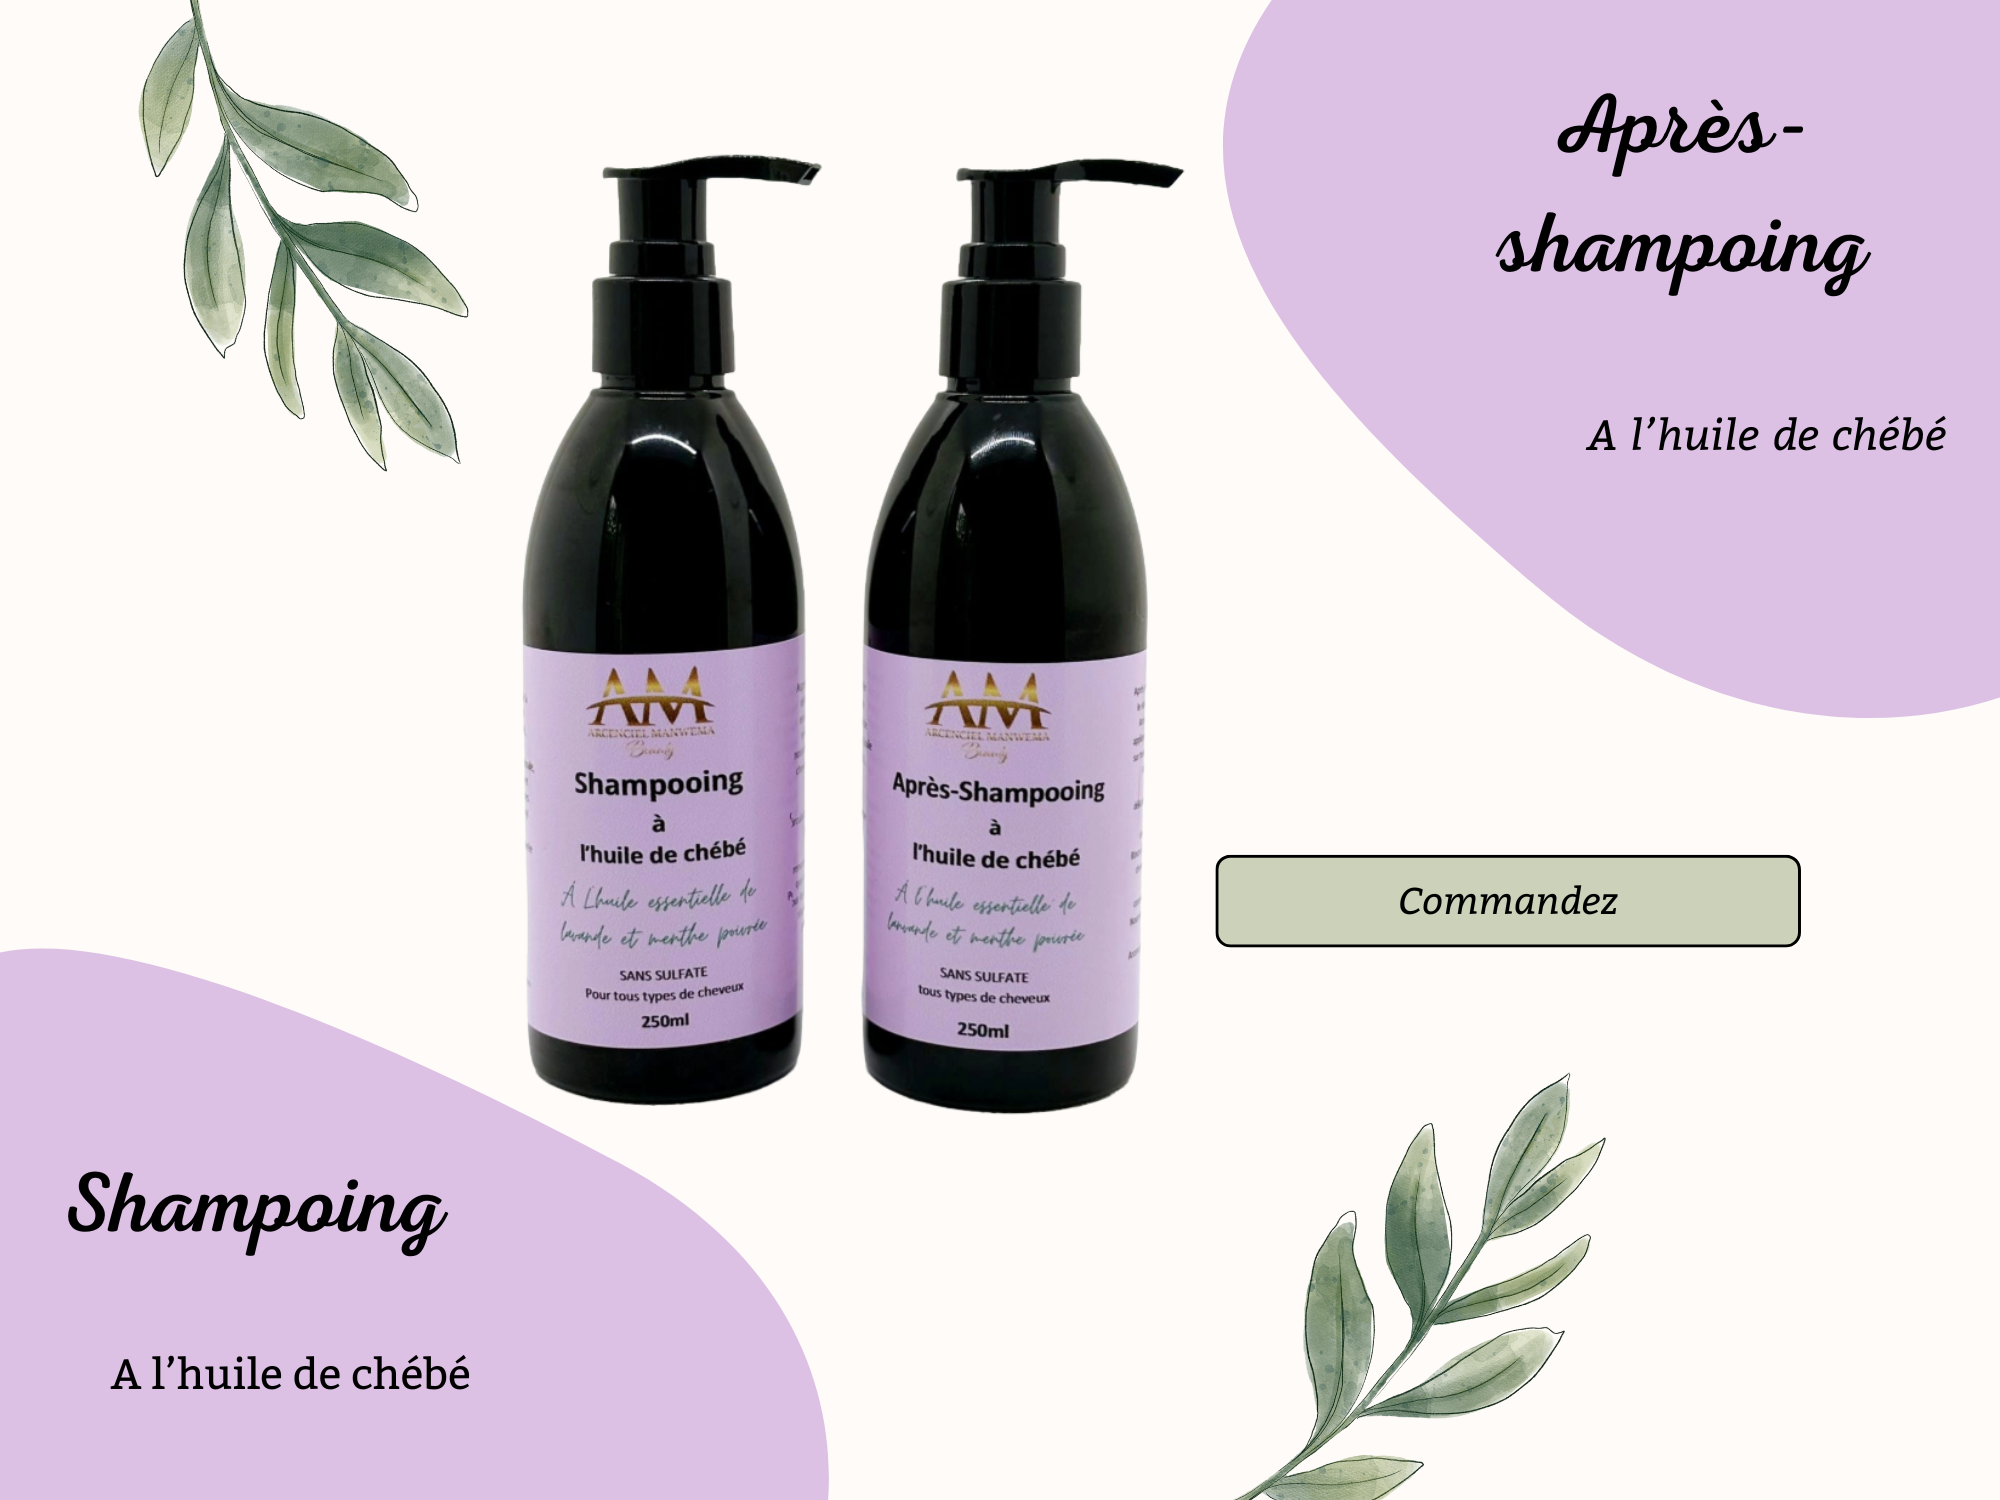 Après-
shampoing
A l’huile de chébé
AM
ARCENCIEL MANWEMA
Beauty
Shampooing
à
l’huile de chébé
Á L'huile essentielle de
lavande et menthe poivrée
SANS SULFATE
Pour tous types de cheveux
250ml
AM
ARCENCIEL MANWEMA
Beauty
Après-Shampooing
à
l’huile de chébé
Á l'huile essentielle de
lanvande et menthe poivrée
SANS SULFATE
tous types de cheveux
250ml
Commandez
Shampoing
A l’huile de chébé